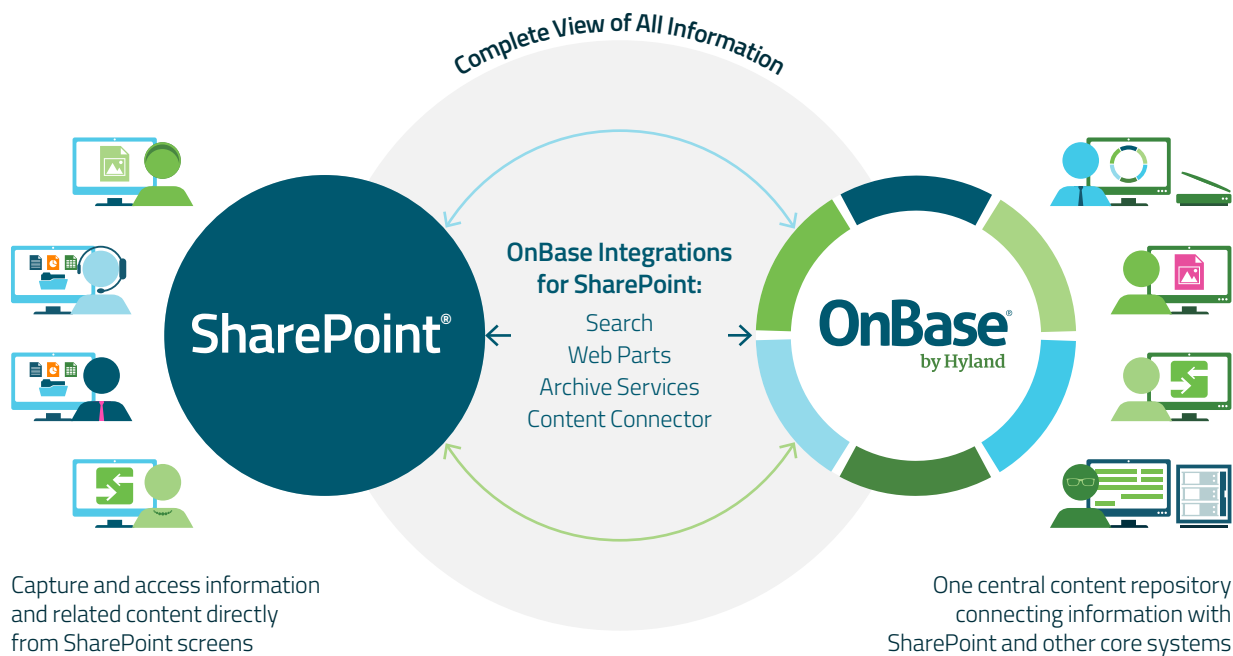 Complete View of All Information
OnBase Integrations
for SharePoint:
Search
Web Parts
Archive Services
Content Connector
SharePoint®
OnBase®
by Hyland
Capture and access information
and related content directly
from SharePoint screens
One central content repository
connecting information with
SharePoint and other core systems